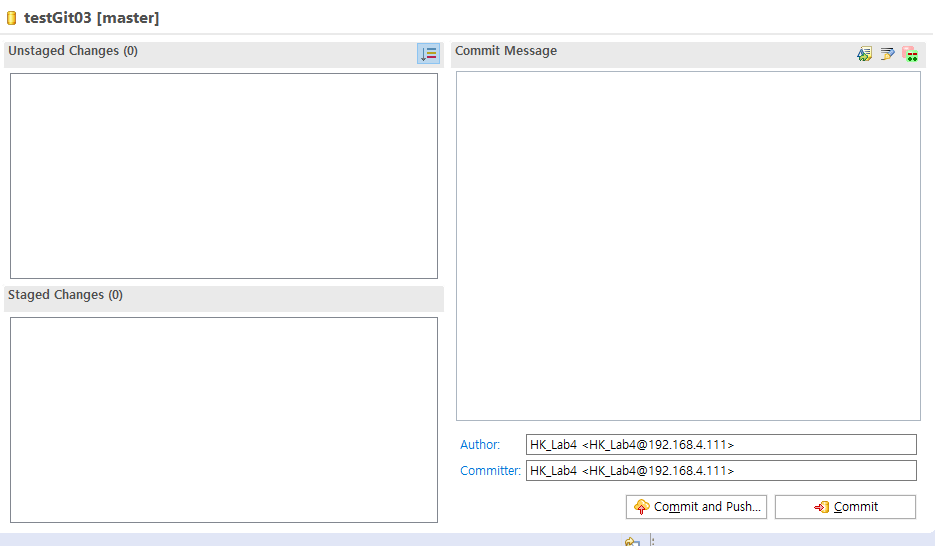 testGit03 [master]
Unstaged Changes (0)
Staged Changes (0)
Commit Message
Author:
HK_Lab4 <HK_Lab4@192.168.4.111>
Committer:
HK_Lab4 <HK_Lab4@192.168.4.111>
Commit and Push...
Commit